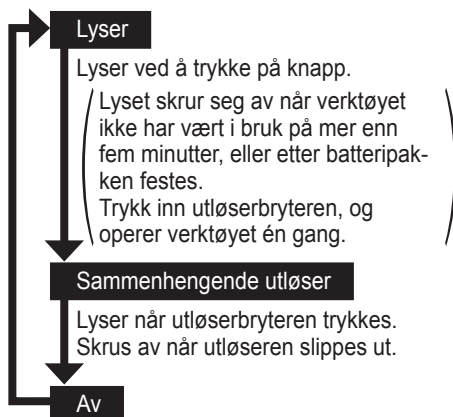 Lyser
Lyser ved å trykke på knapp.
Lyset skrur seg av når verktøyet
ikke har vært i bruk på mer enn
fem minutter, eller etter batteripak-
ken festes.
Trykk inn utløserbryteren, og
operer verktøyet én gang.
Sammenhengende utløser
Lyser når utløserbryteren trykkes.
Skrus av når utløseren slippes ut.
Av